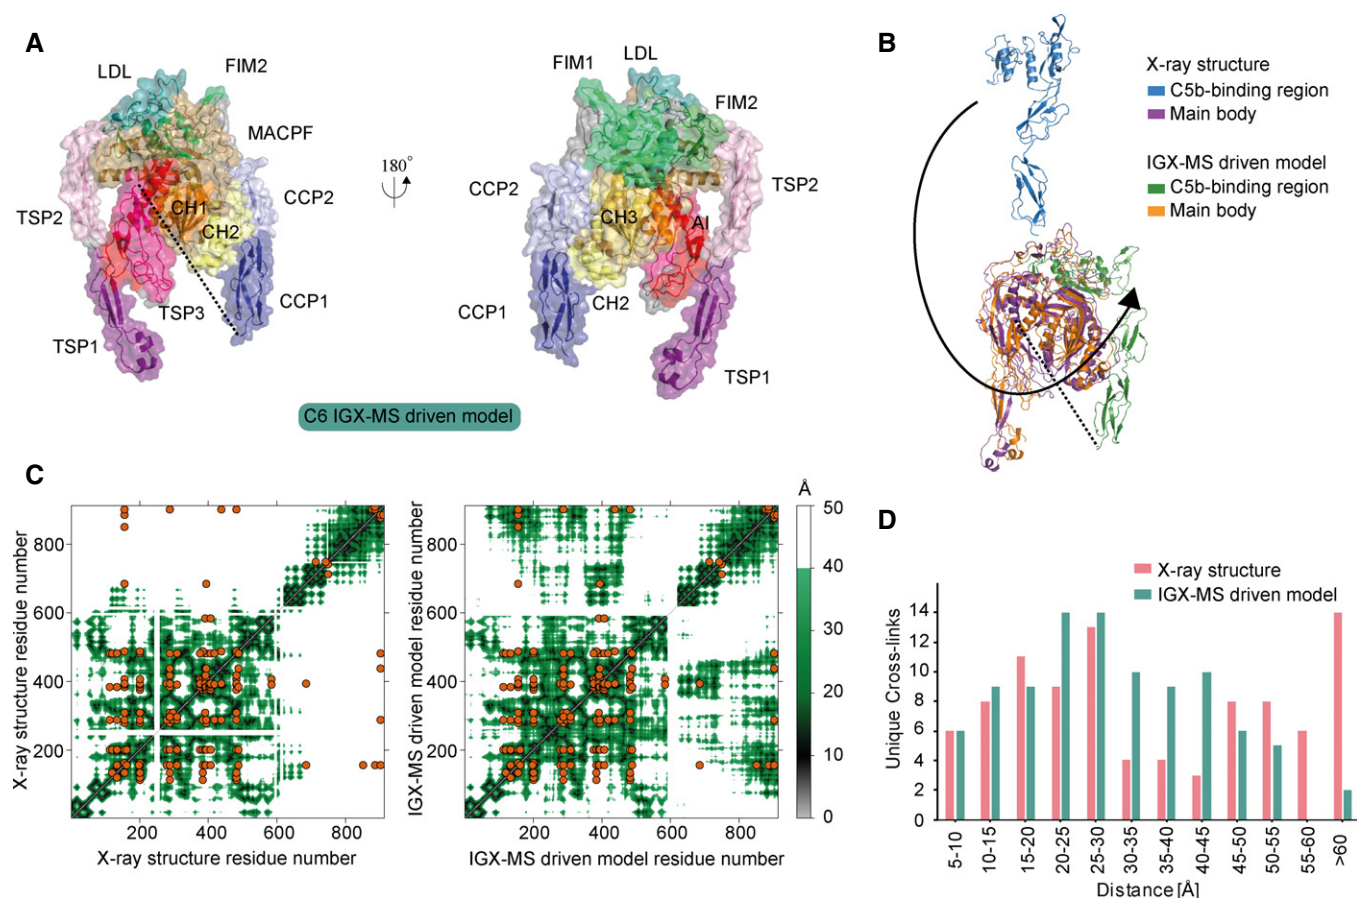 A
LDL
FIM2
MACPF
CCP2
TSP2
CH1
CH2
CCP1
TSP3
TSP1
180°
FIM1
LDL
FIM2
CCP2
TSP2
CH3
AI
CH2
CCP1
TSP1
C6 IGX-MS driven model
B
X-ray structure
C5b-binding region
Main body
IGX-MS driven model
C5b-binding region
Main body
C
X-ray structure residue number
800
600
400
200
200 400 600 800
X-ray structure residue number
IGX-MS driven model residue number
800
600
400
200
200 400 600 800
IGX-MS driven model residue number
Å
50
40
30
20
10
0
D
X-ray structure
IGX-MS driven model
Unique Cross-links
14
12
10
8
6
4
2
0
5-10
10-15
15-20
20-25
25-30
30-35
35-40
40-45
45-50
50-55
55-60
>60
Distance [Å]